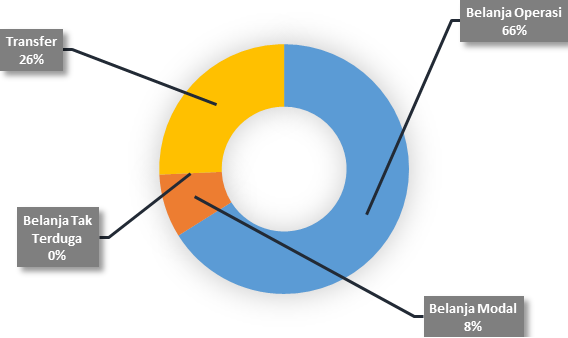 Belanja Operasi
66%
Transfer
26%
Belanja Tak
Terduga
0%
Belanja Modal
8%